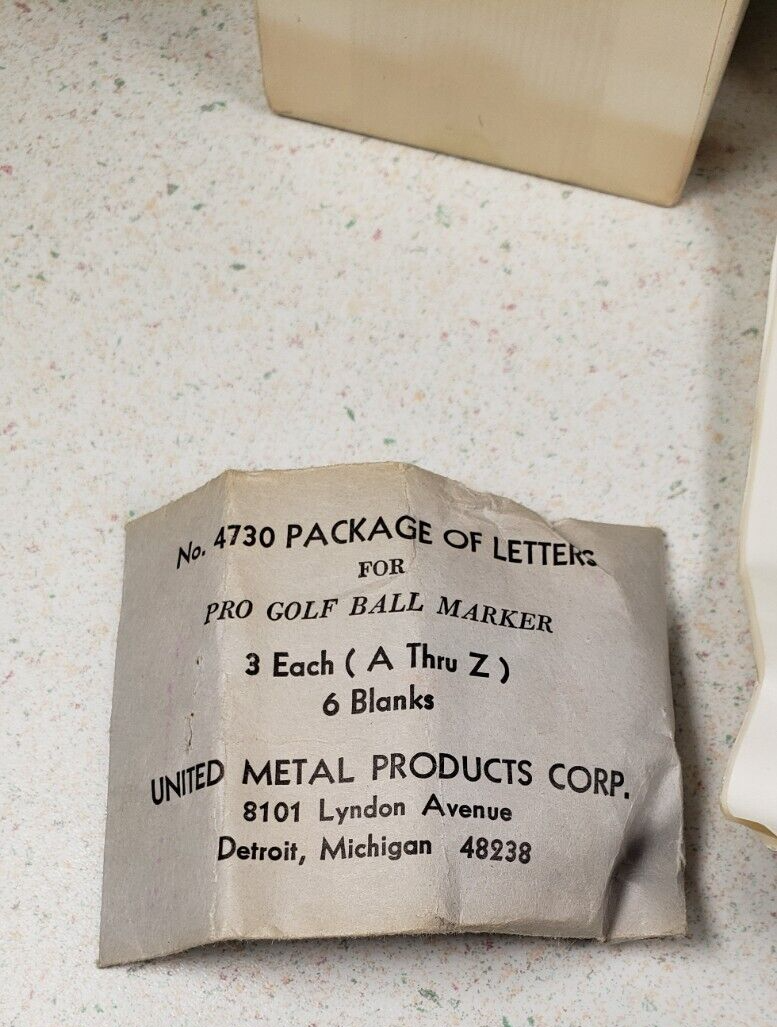 No. 4730 PACKAGE OF LETTERS
FOR
PRO GOLF BALL MARKER
3 Each ( A Thru Z )
6 Blanks
UNITED METAL PRODUCTS CORP.
8101 Lyndon Avenue
Detroit, Michigan 48238